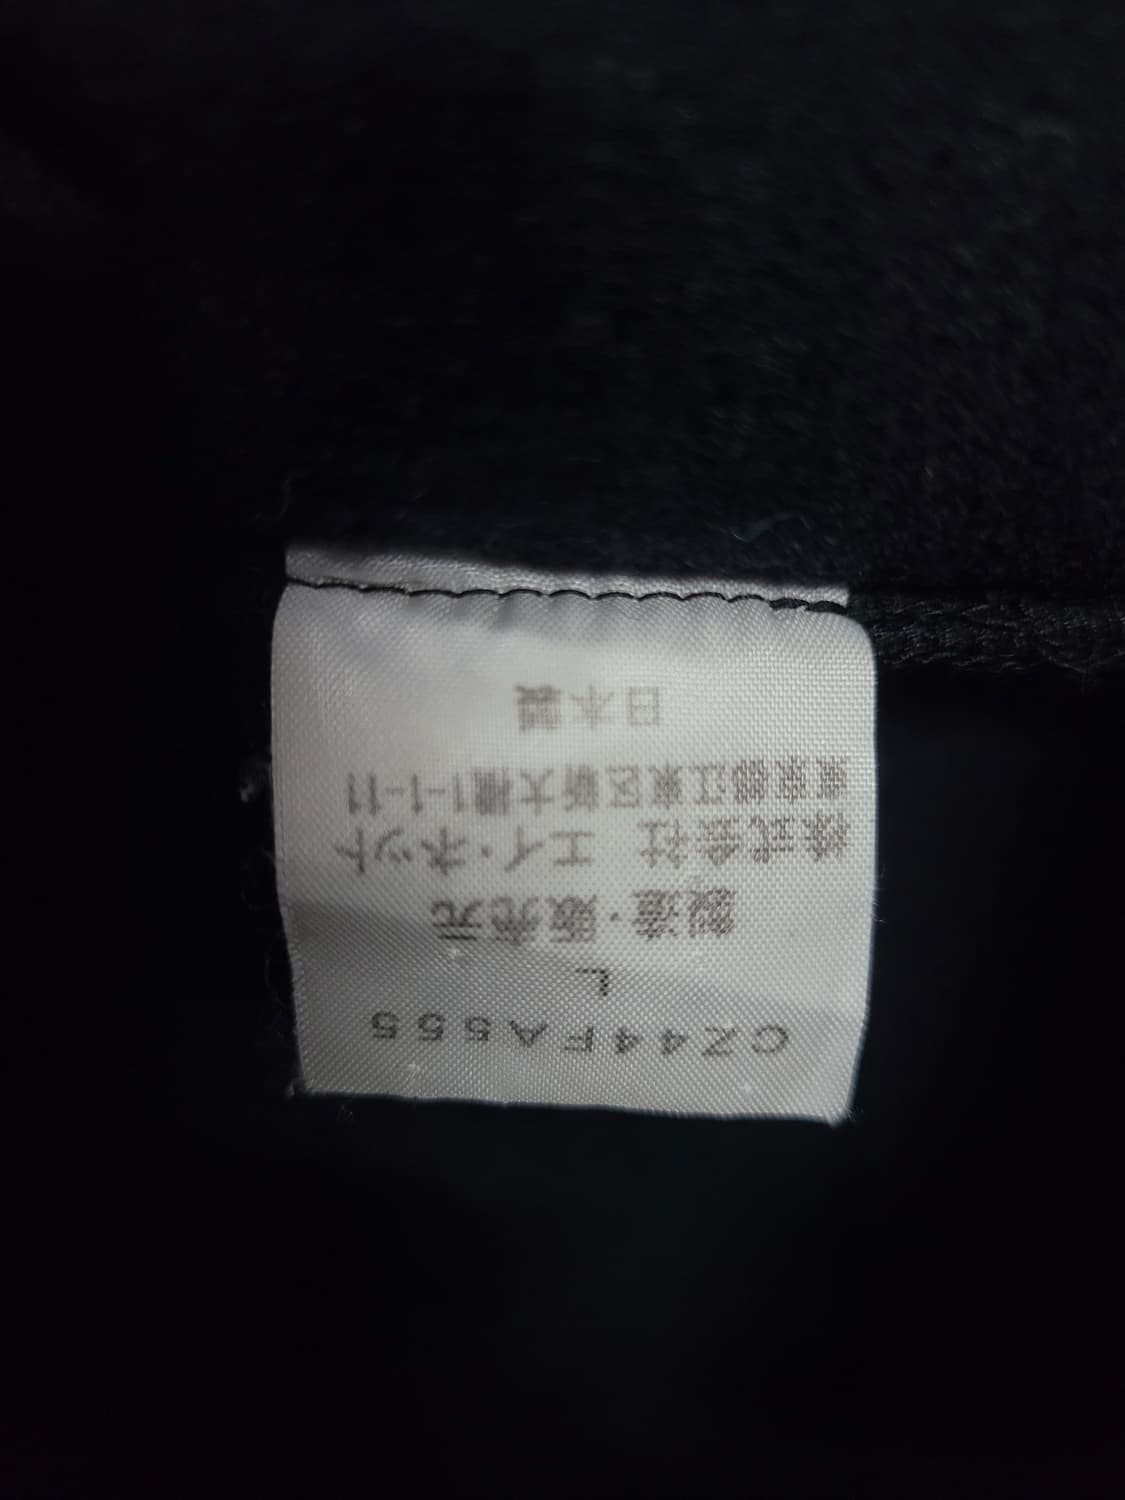 CZ44FA555
L
製造・販売元
株式会社 エイ・ネット
東京都江東区新大橋1-1-11
日本製